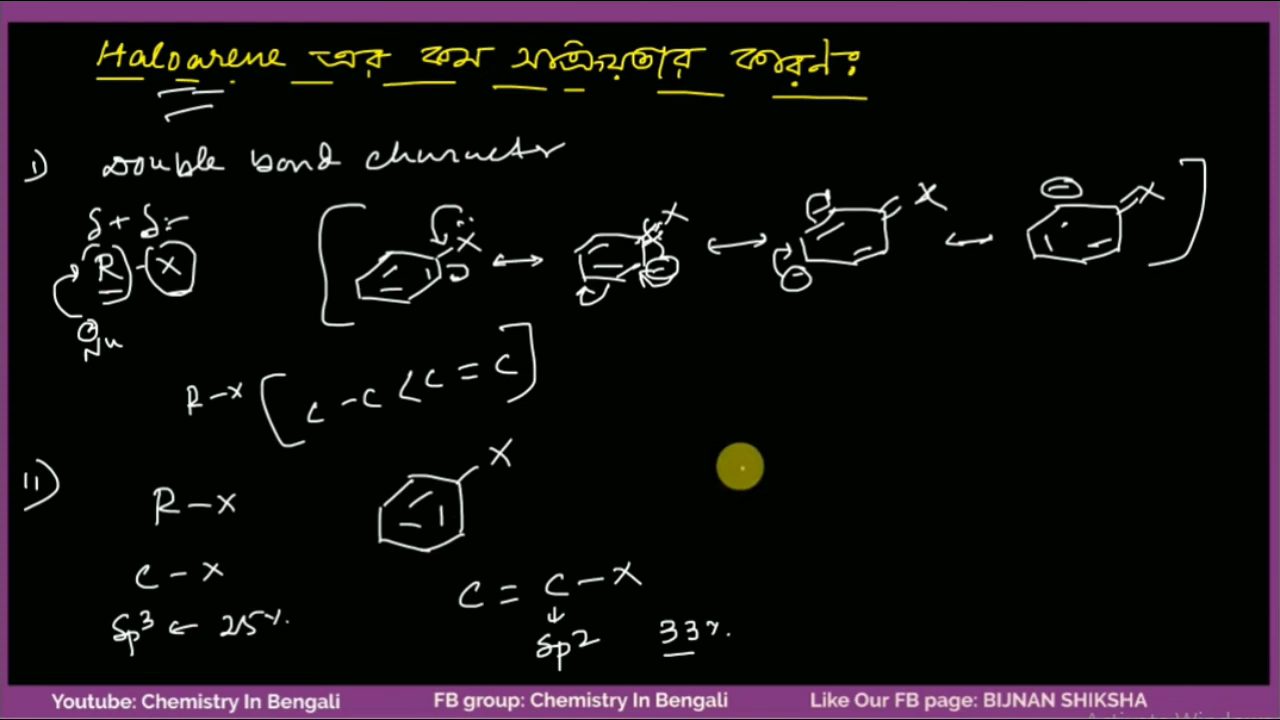 Haloarene এর কম সক্রিয়তার কারণঃ
I) Double bond character
δ+ δ-
R-X
Nu
X ↔ X ↔ X ↔ X
R-X [C-C < C=C]
II) R-X X
C-X C=C-X
Sp3 ← 25%. Sp2 33%.
Youtube: Chemistry In Bengali FB group: Chemistry In Bengali Like Our FB page: BIJNAN SHIKSHA